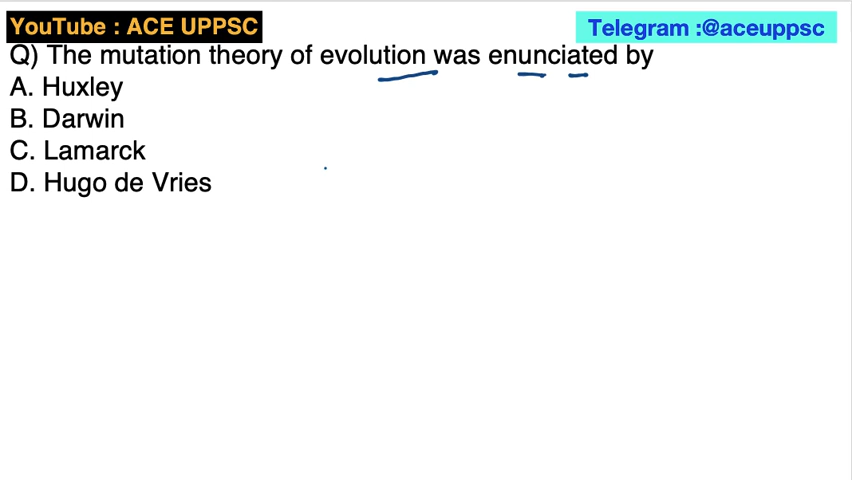 YouTube : ACE UPPSC
Telegram :@aceuppsc
Q) The mutation theory of evolution was enunciated by
A. Huxley
B. Darwin
C. Lamarck
D. Hugo de Vries